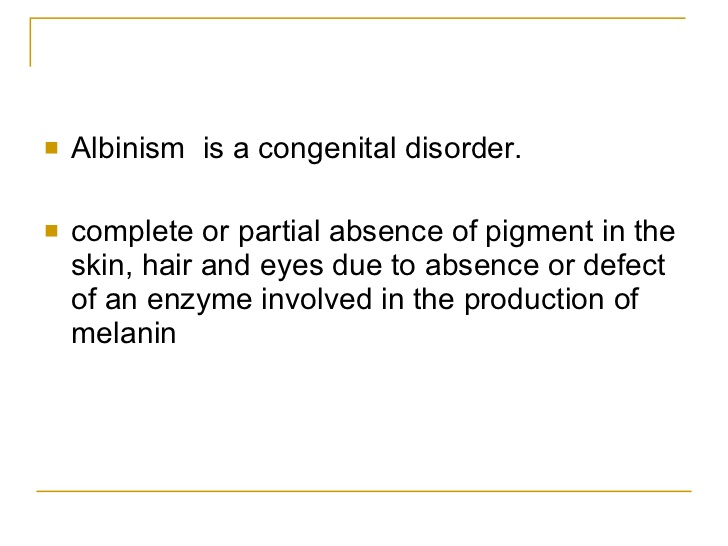 Albinism  is a congenital disorder.
complete or partial absence of pigment in the
skin, hair and eyes due to absence or defect
of an enzyme involved in the production of
melanin